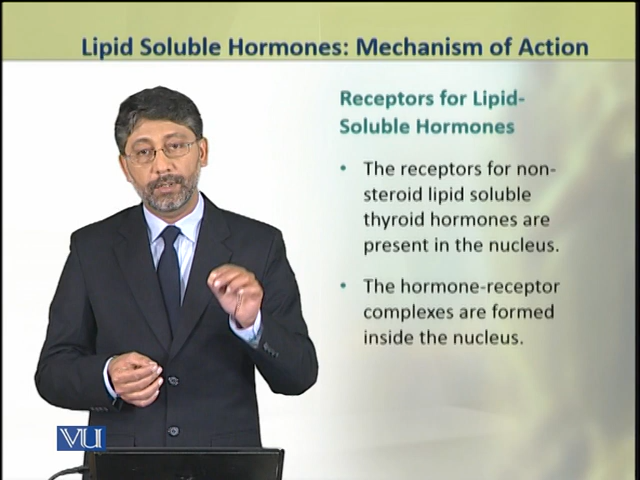 Lipid Soluble Hormones: Mechanism of Action
Receptors for Lipid-
Soluble Hormones
• The receptors for non-
steroid lipid soluble
thyroid hormones are
present in the nucleus.
• The hormone-receptor
complexes are formed
inside the nucleus.
VU